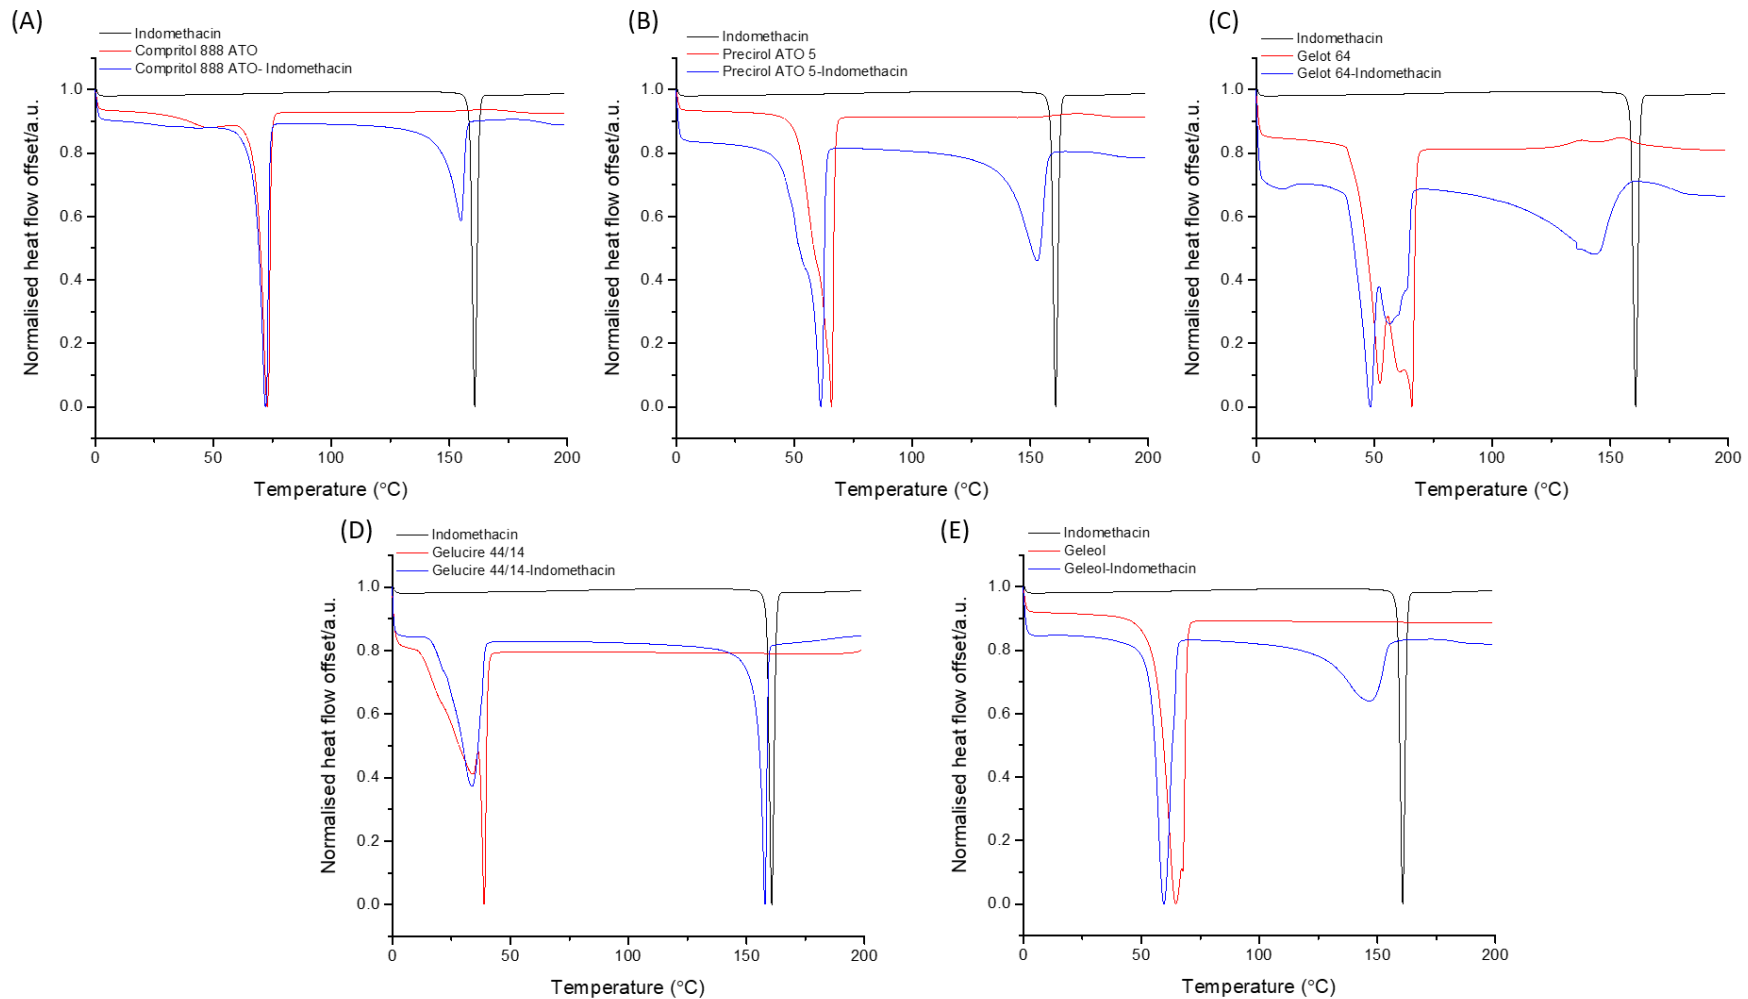 (A)
Indomethacin
Compritol 888 ATO
Compritol 888 ATO- Indomethacin
1.0
0.8
0.6
0.4
0.2
0.0
Normalised heat flow offset/a.u.
0 50 100 150 200
Temperature (°C)
(B)
Indomethacin
Precirol ATO 5
Precirol ATO 5-Indomethacin
1.0
0.8
0.6
0.4
0.2
0.0
Normalised heat flow offset/a.u.
0 50 100 150 200
Temperature (°C)
(C)
Indomethacin
Gelot 64
Gelot 64-Indomethacin
1.0
0.8
0.6
0.4
0.2
0.0
Normalised heat flow offset/a.u.
0 50 100 150 200
Temperature (°C)
(D)
Indomethacin
Gelucire 44/14
Gelucire 44/14-Indomethacin
1.0
0.8
0.6
0.4
0.2
0.0
Normalised heat flow offset/a.u.
0 50 100 150 200
Temperature (°C)
(E)
Indomethacin
Geleol
Geleol-Indomethacin
1.0
0.8
0.6
0.4
0.2
0.0
Normalised heat flow offset/a.u.
0 50 100 150 200
Temperature (°C)